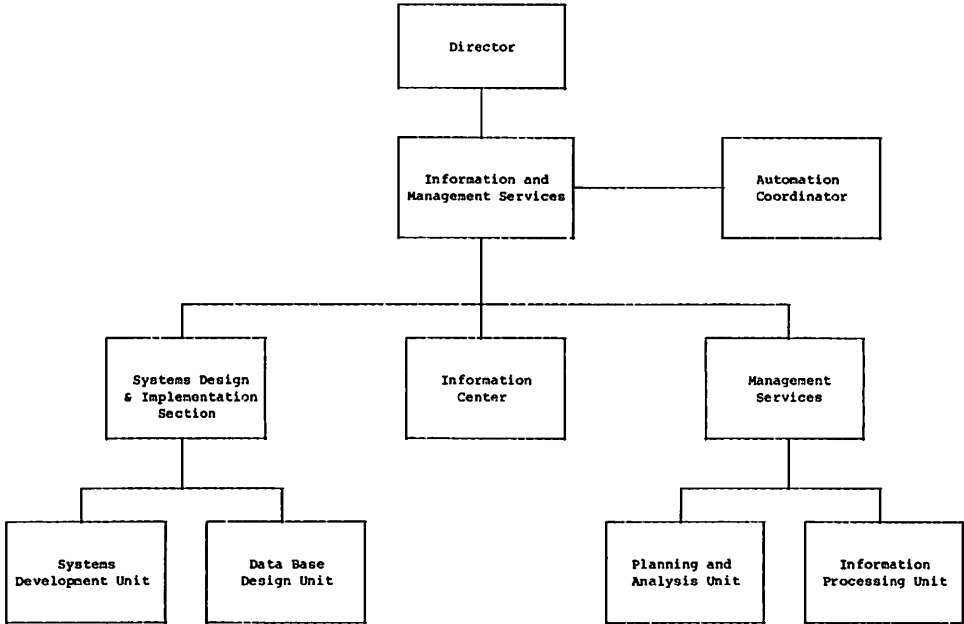 Director
Information and
Management Services
Automation
Coordinator
Systems Design
& Implementation
Section
Information
Center
Management
Services
Systems
Development Unit
Data Base
Design Unit
Planning and
Analysis Unit
Information
Processing Unit